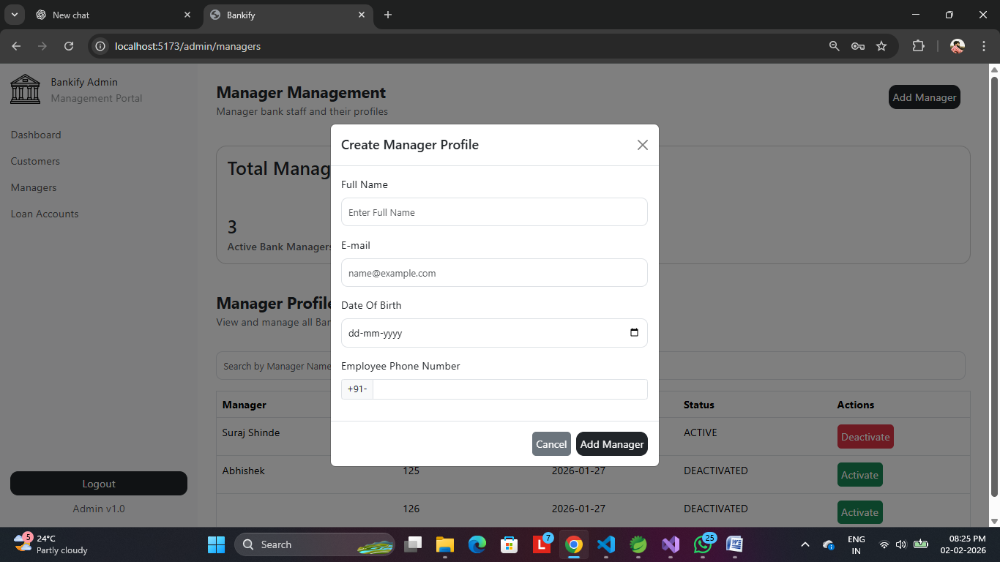 New chat
Bankify
localhost:5173/admin/managers
Bankify Admin
Management Portal
Dashboard
Customers
Managers
Loan Accounts
Logout
Admin v1.0
Manager Management
Manager bank staff and their profiles
Add Manager
Total Manag
3
Active Bank Managers
Manager Profile
View and manage all Ban
Search by Manager Name
Manager Status Actions
Suraj Shinde ACTIVE Deactivate
Abhishek 125 2026-01-27 DEACTIVATED Activate
126 2026-01-27 DEACTIVATED Activate
Create Manager Profile
Full Name
Enter Full Name
E-mail
name@example.com
Date Of Birth
dd-mm-yyyy
Employee Phone Number
+91-
Cancel Add Manager
5
24°C
Partly cloudy
Search
L
7
25
ENG
IN
08:25 PM
02-02-2026